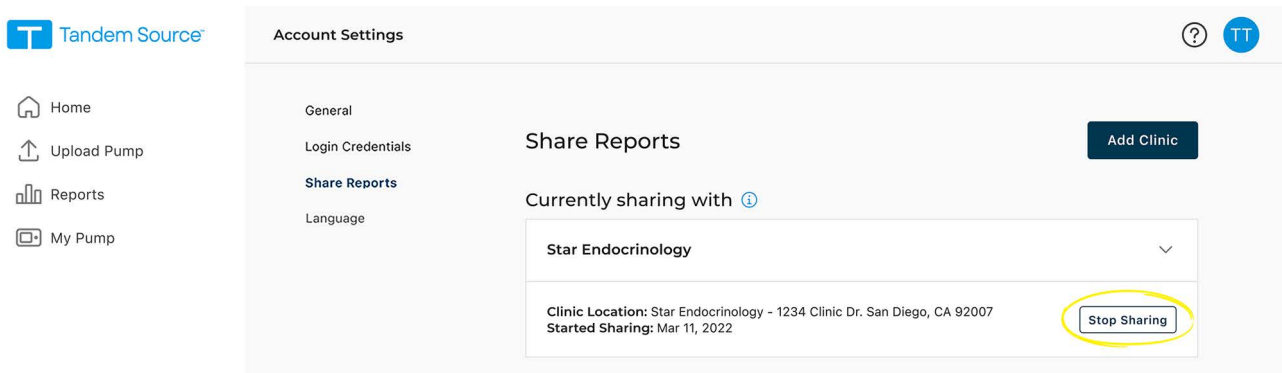 Tandem Source™
Account Settings
?
TT
Home
Upload Pump
Reports
My Pump
General
Login Credentials
Share Reports
Language
Share Reports
Add Clinic
Currently sharing with
Star Endocrinology
Clinic Location: Star Endocrinology - 1234 Clinic Dr. San Diego, CA 92007
Started Sharing: Mar 11, 2022
Stop Sharing